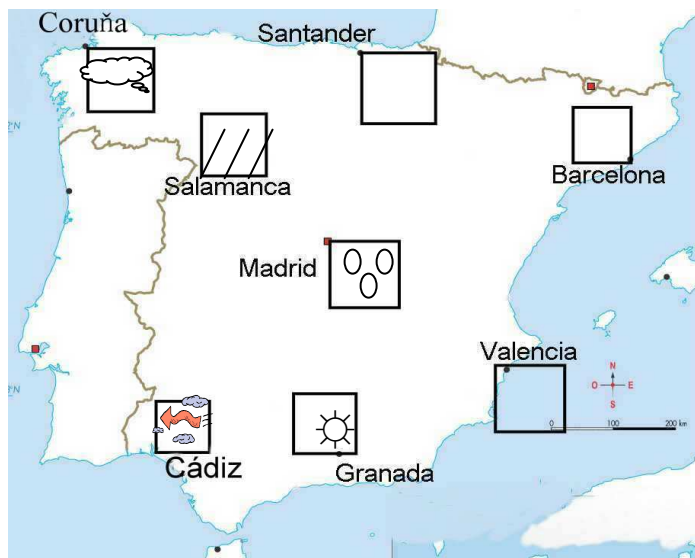 Coruňa
Santander
Salamanca
Barcelona
Madrid
Valencia
N
O E
S
0 100 200 km
Cádiz
Granada